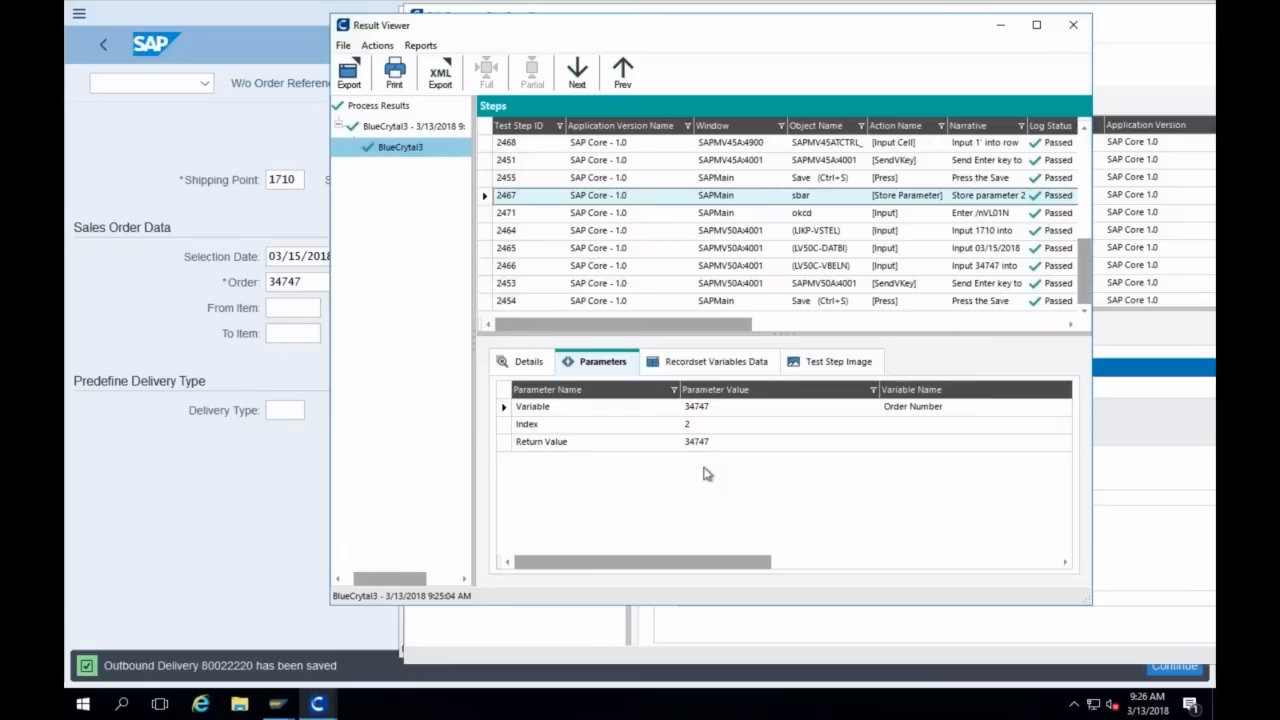 Result Viewer
File Actions Reports
SAP
W/o Order Referen
Export Print XML Export Full Partial Next Prev
Process Results
BlueCrytal3 - 3/13/2018 9:
BlueCrytal3
Steps
Test Step ID Application Version Name Window Object Name Action Name Narrative Log Status Application Version
2468 SAP Core - 1.0 SAPMV45A:4900 SAPMV45ATCTRL_ [Input Cell] Input 1' into row Passed SAP Core 1.0
2451 SAP Core - 1.0 SAPMV45A:4001 SAPMV45A:4001 [SendVKey] Send Enter key to Passed SAP Core 1.0
2455 SAP Core - 1.0 SAPMain Save (Ctrl+S) [Press] Press the Save Passed SAP Core 1.0
2467 SAP Core - 1.0 SAPMain sbar [Store Parameter] Store parameter 2 Passed SAP Core 1.0
2471 SAP Core - 1.0 SAPMain okcd [Input] Enter /nVL01N Passed SAP Core 1.0
2464 SAP Core - 1.0 SAPMV50A:4001 (LIKP-VSTEL) [Input] Input 1710 into Passed SAP Core 1.0
2465 SAP Core - 1.0 SAPMV50A:4001 (LV50C-DATBI) [Input] Input 03/15/2018 Passed SAP Core 1.0
2466 SAP Core - 1.0 SAPMV50A:4001 (LV50C-VBELN) [Input] Input 34747 into Passed SAP Core 1.0
2453 SAP Core - 1.0 SAPMV50A:4001 SAPMV50A:4001 [SendVKey] Send Enter key to Passed SAP Core 1.0
2454 SAP Core - 1.0 SAPMain Save (Ctrl+S) [Press] Press the Save Passed SAP Core 1.0
*Shipping Point: 1710
Sales Order Data
Selection Date: 03/15/2018
*Order: 34747
From Item:
To Item:
Predefine Delivery Type
Delivery Type:
Details Parameters Recordset Variables Data Test Step Image
Parameter Name Parameter Value Variable Name
Variable 34747 Order Number
Index 2
Return Value 34747
BlueCrytal3 - 3/13/2018 9:25:04 AM
Outbound Delivery 80022220 has been saved
Continue
9:26 AM
3/13/2018
1